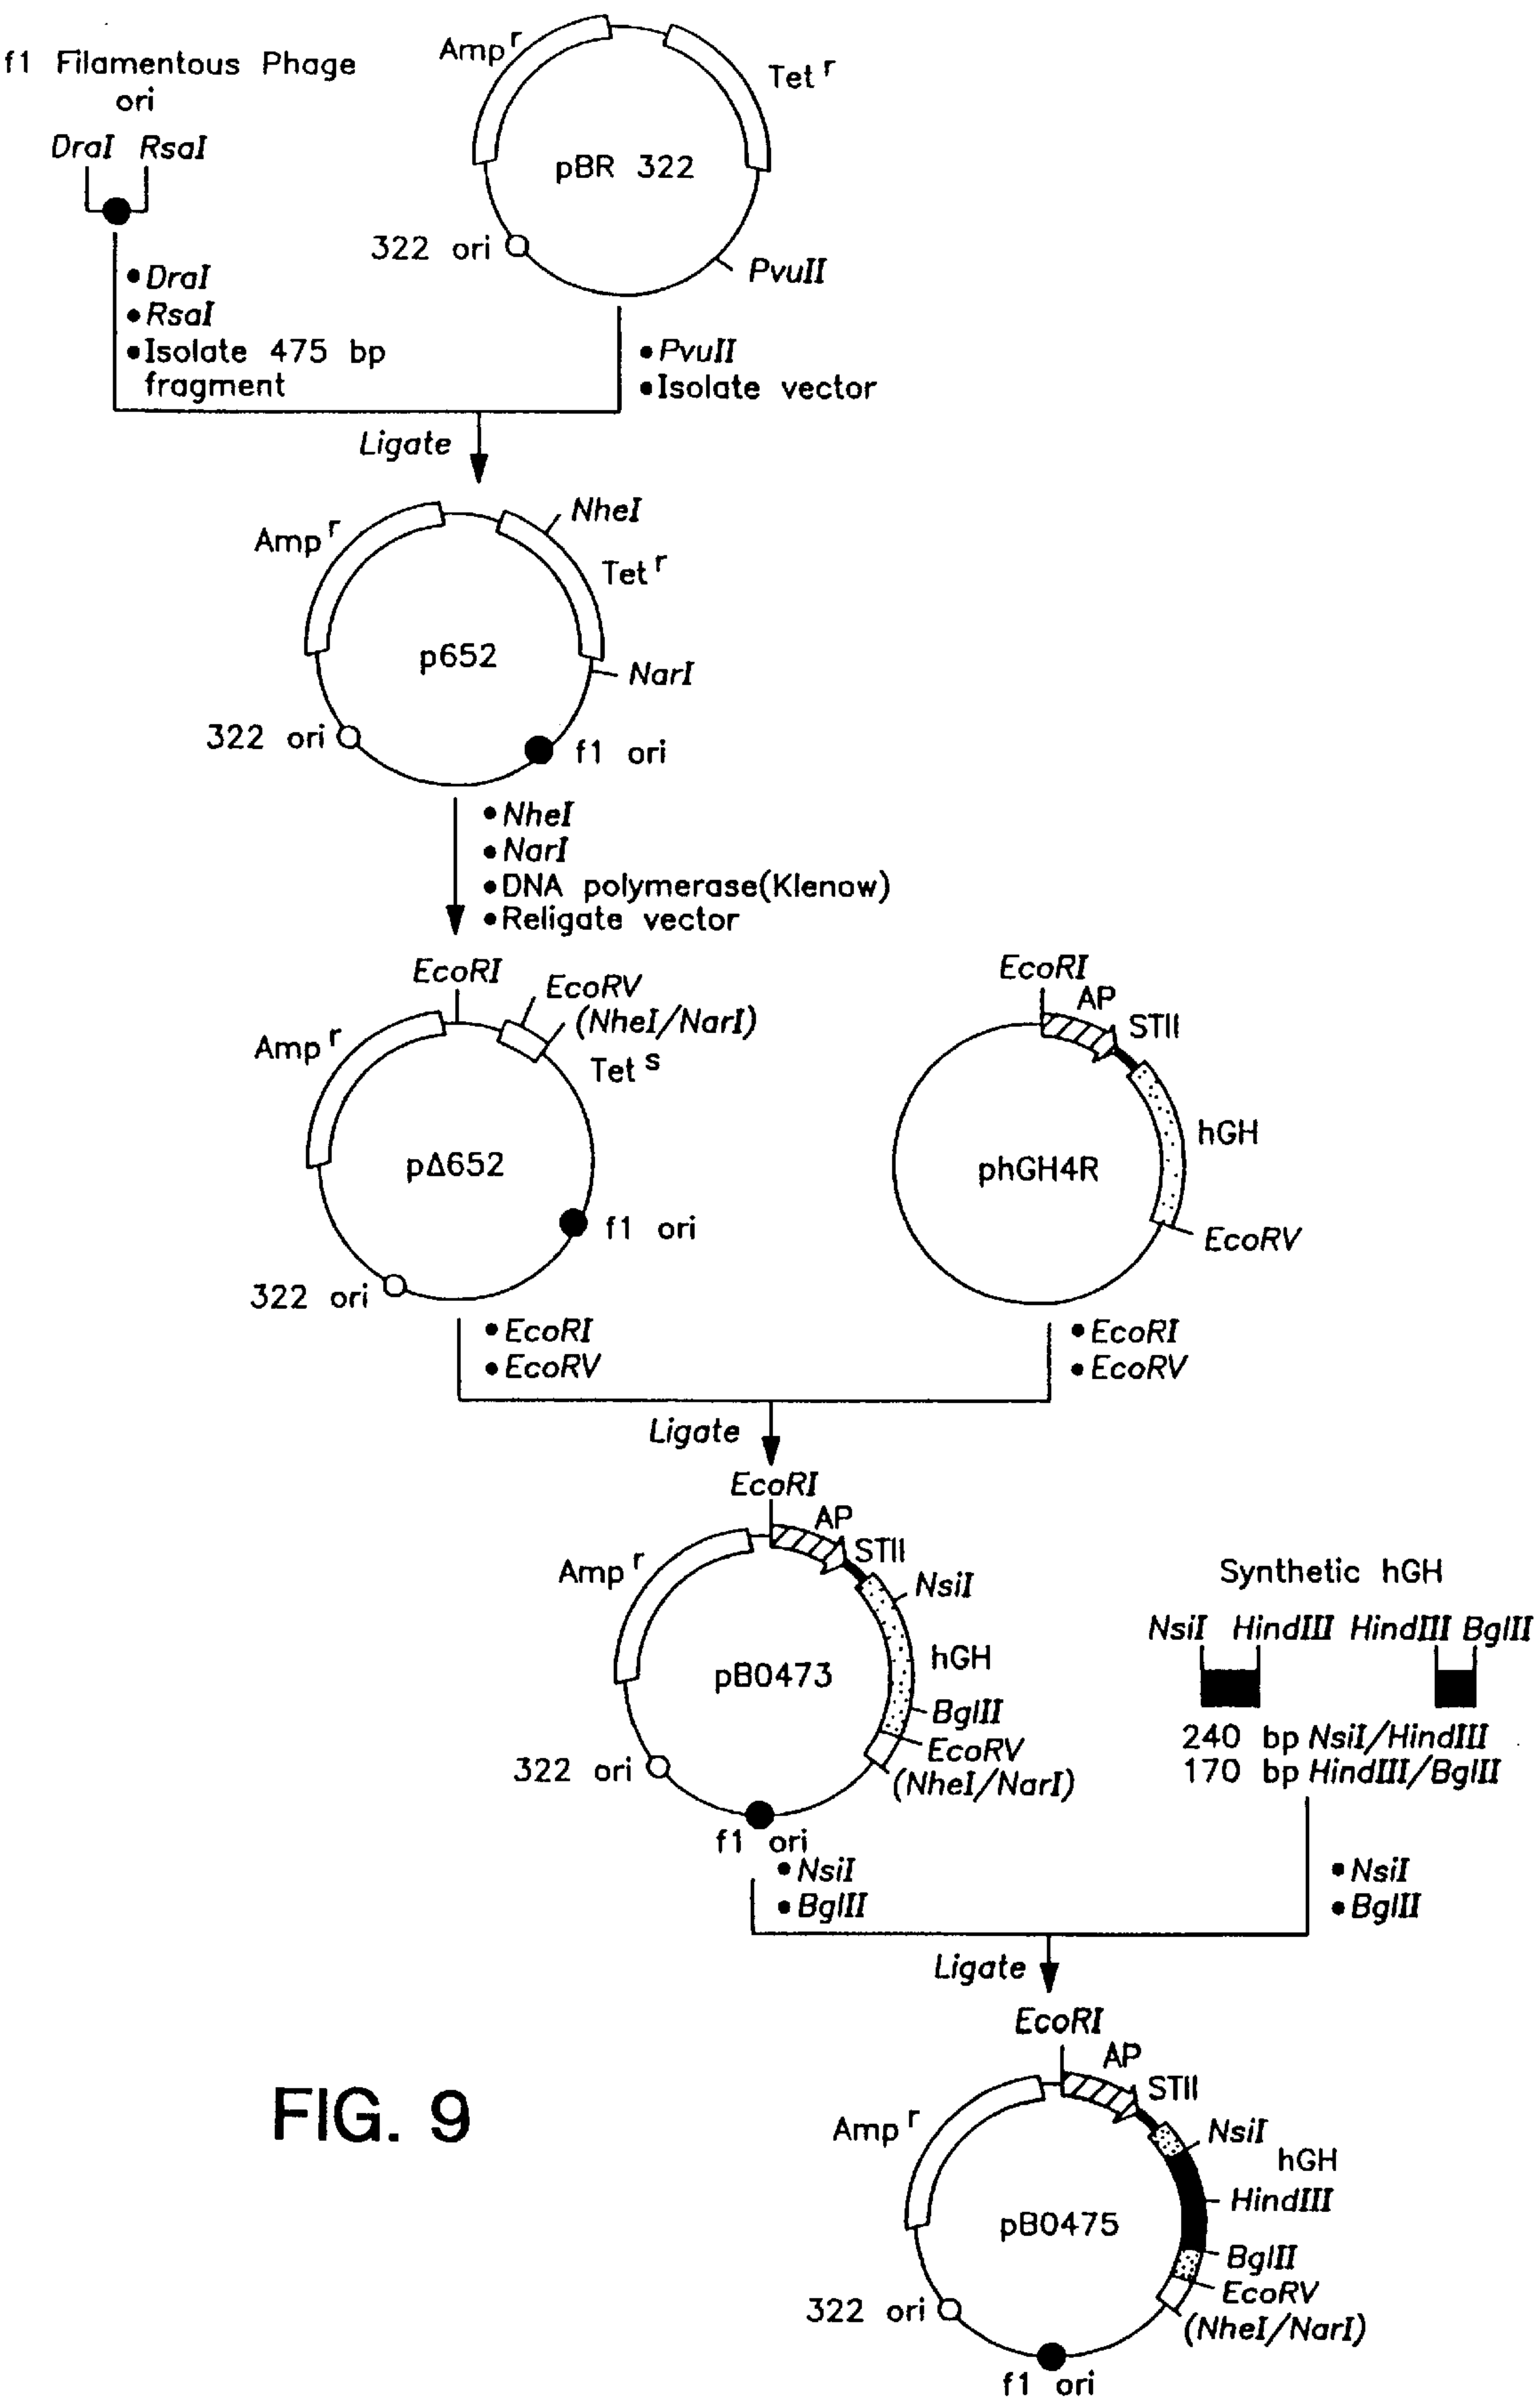 f1 Filamentous Phage
ori
DraI RsaI
Amp r
Tet r
pBR 322
322 ori
PvuII
•DraI
•RsaI
•Isolate 475 bp
fragment
•PvuII
•Isolate vector
Ligate
Amp r
NheI
Tet r
p652
NarI
322 ori
f1 ori
•NheI
•NarI
•DNA polymerase(Klenow)
•Religate vector
EcoRI
EcoRV
(NheI/NarI)
Amp r
Tet s
pΔ652
f1 ori
322 ori
EcoRI
AP
STII
hGH
phGH4R
EcoRV
•EcoRI
•EcoRV
•EcoRI
•EcoRV
Ligate
EcoRI
AP
STII
Amp r
NsiI
hGH
pB0473
BglII
EcoRV
(NheI/NarI)
322 ori
f1 ori
Synthetic hGH
NsiI HindIII HindIII BglII
240 bp NsiI/HindIII
170 bp HindIII/BglII
•NsiI
•BglII
•NsiI
•BglII
Ligate
EcoRI
AP
STII
Amp r
NsiI
hGH
HindIII
pB0475
BglII
EcoRV
(NheI/NarI)
322 ori
f1 ori
FIG. 9